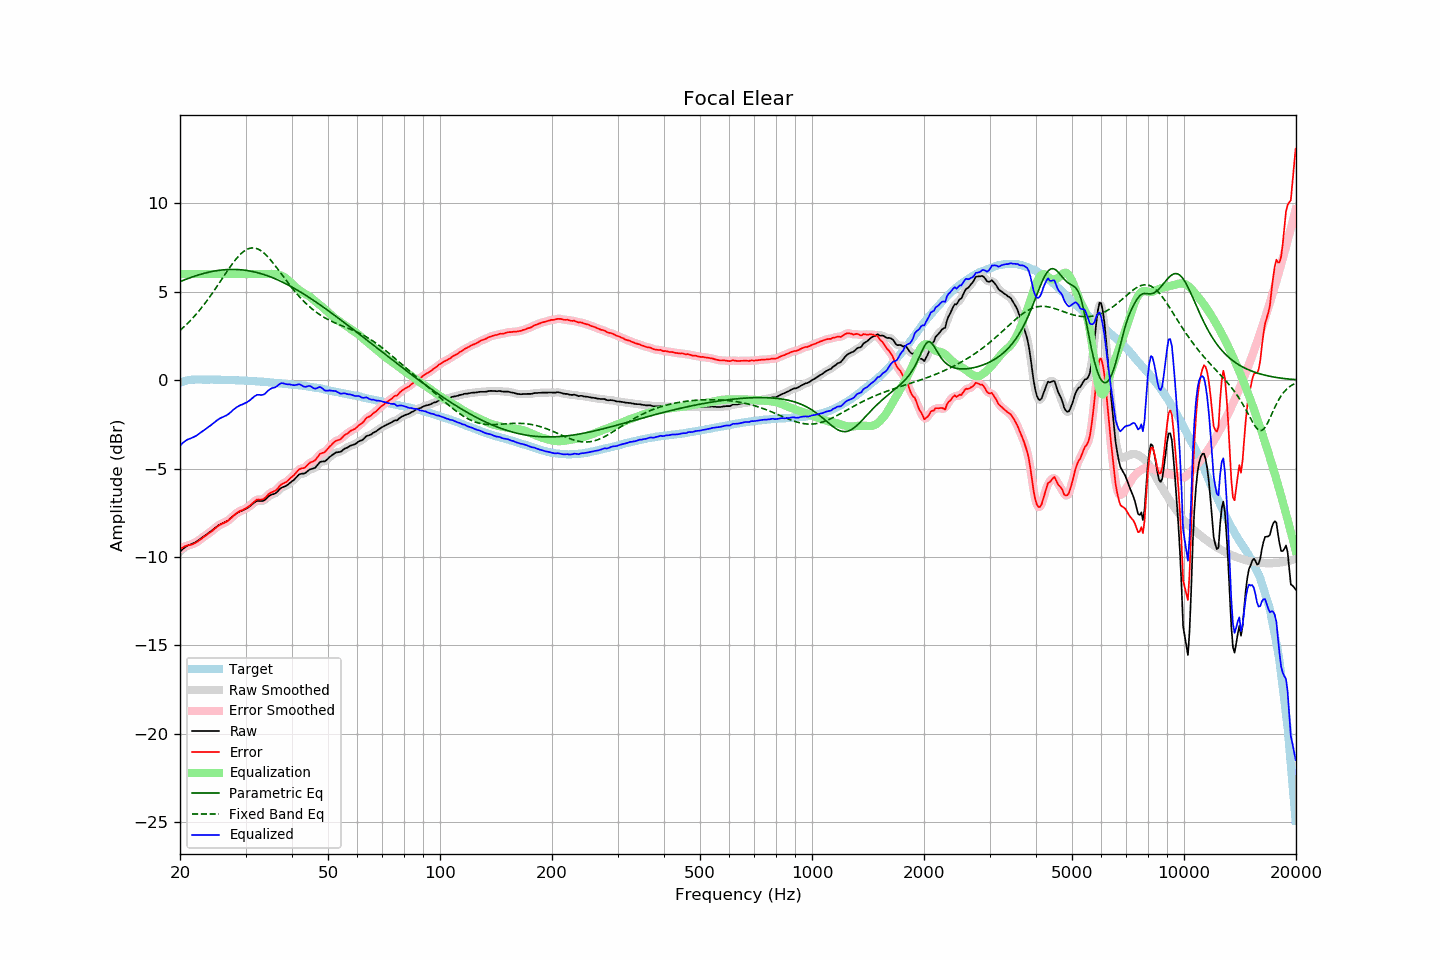 Focal Elear
Amplitude (dBr)
10
5
0
−5
−10
−15
−20
−25
Target
Raw Smoothed
Error Smoothed
Raw
Error
Equalization
Parametric Eq
Fixed Band Eq
Equalized
20 50 100 200 500 1000 2000 5000 10000 20000
Frequency (Hz)